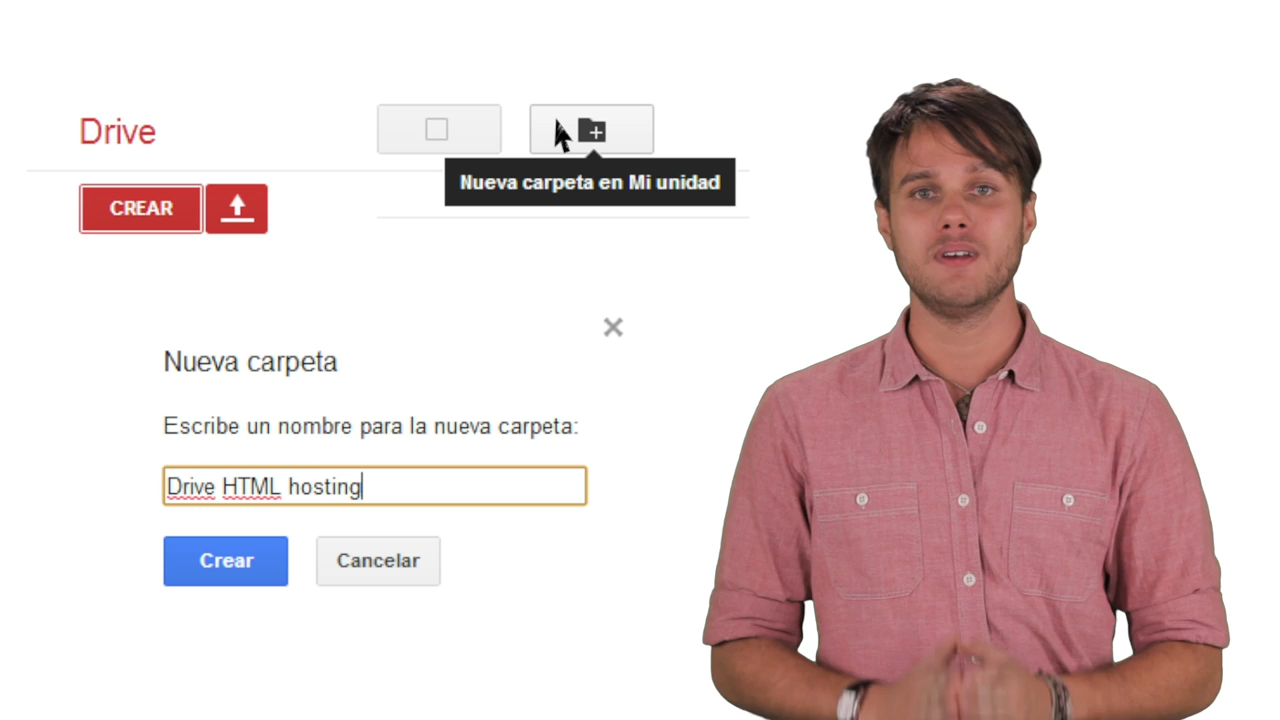 Drive
Nueva carpeta en Mi unidad
CREAR
Nueva carpeta
Escribe un nombre para la nueva carpeta:
Drive HTML hosting
Crear
Cancelar